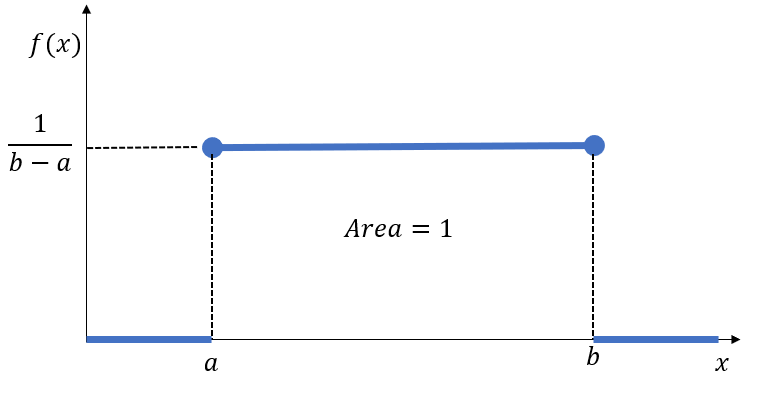 f(x)
1
b − a
Area = 1
a
b
x